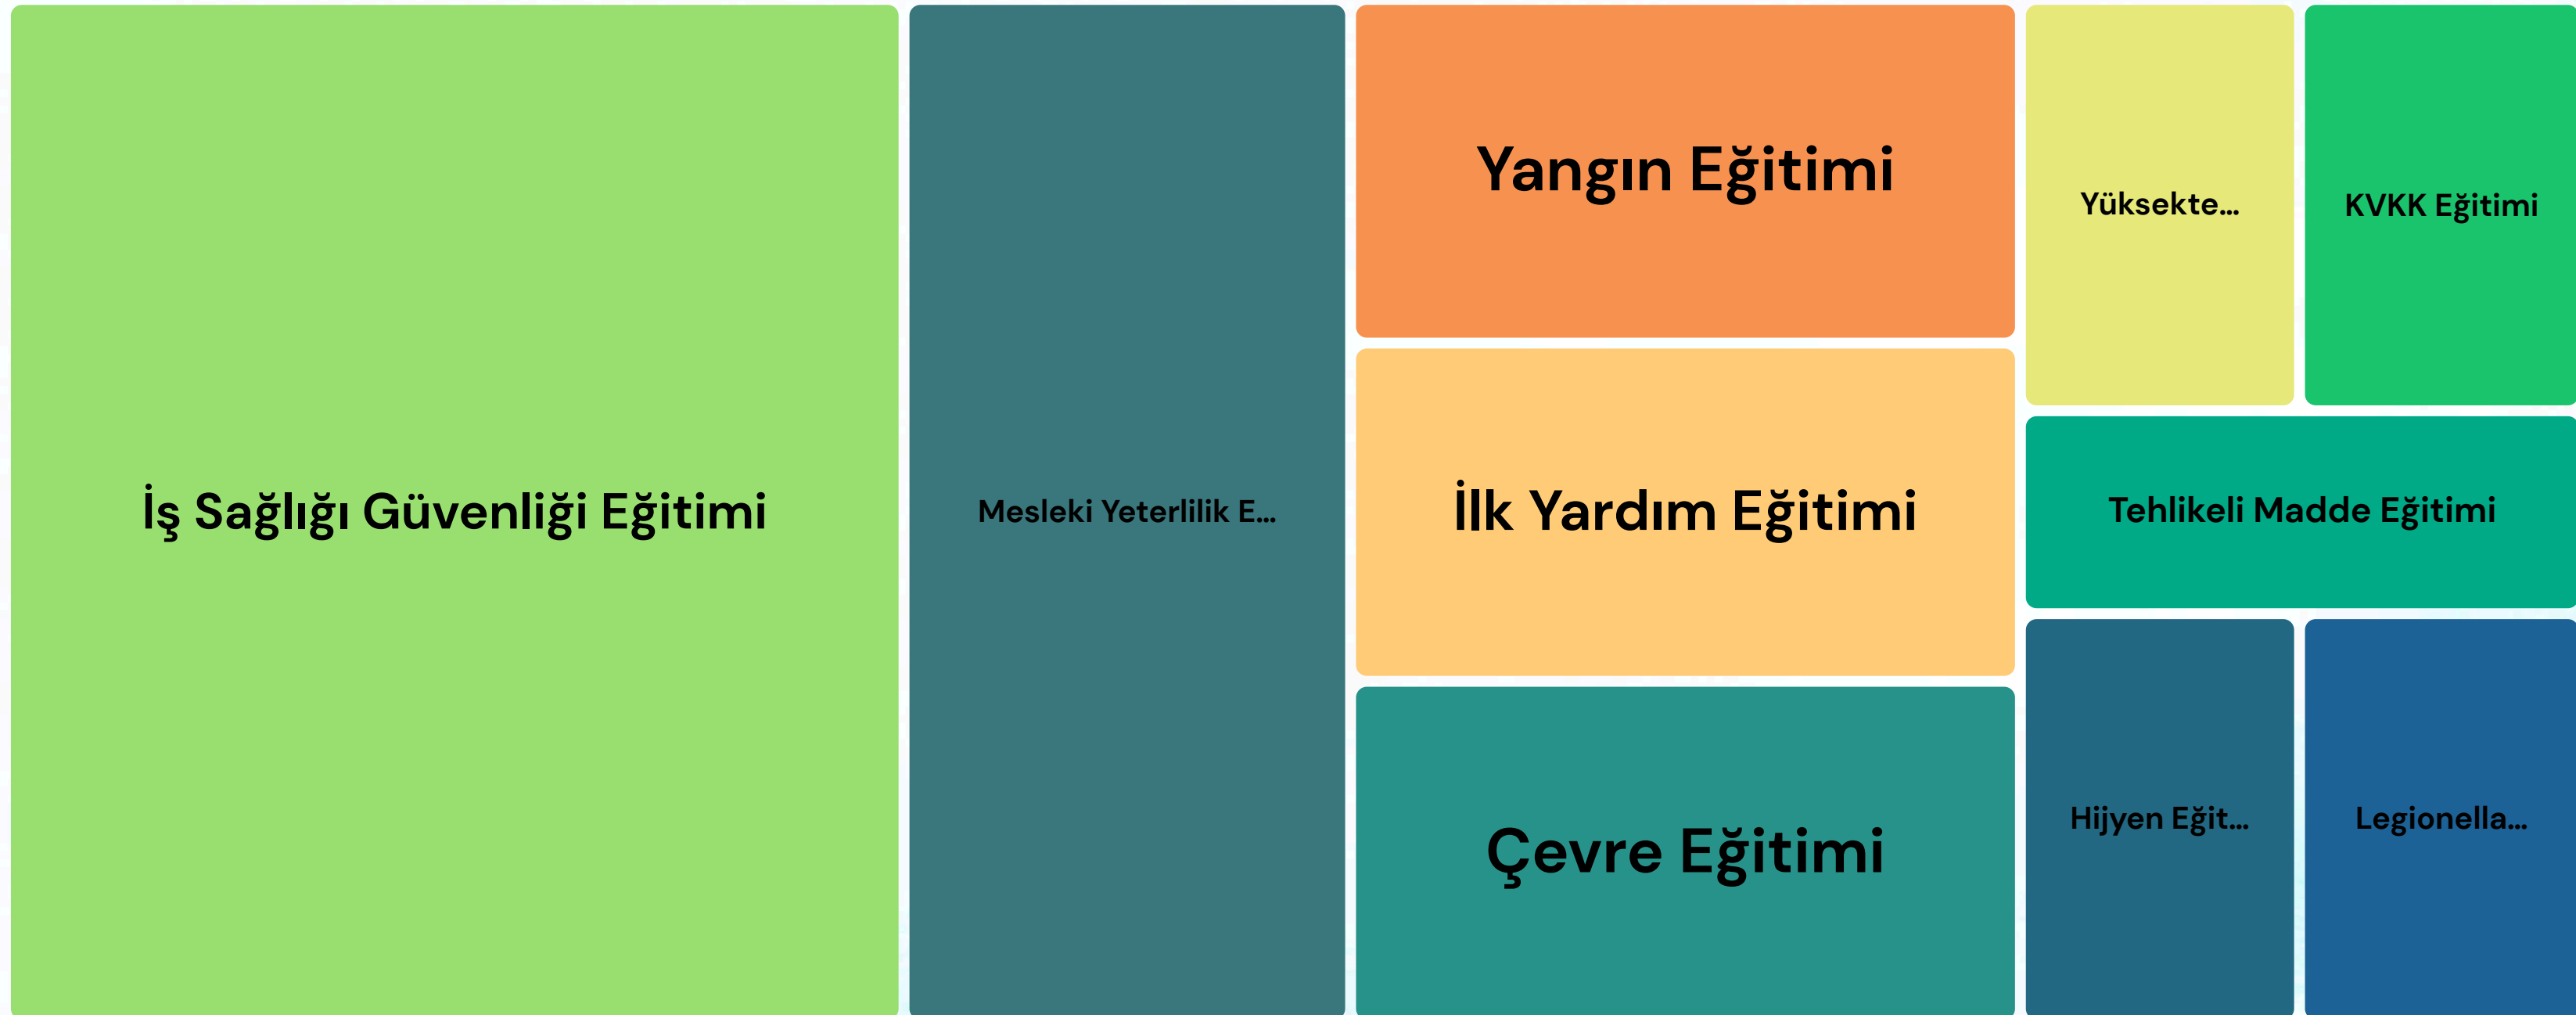 İş Sağlığı Güvenliği Eğitimi
Mesleki Yeterlilik E...
Yangın Eğitimi
İlk Yardım Eğitimi
Çevre Eğitimi
Yüksekte...
KVKK Eğitimi
Tehlikeli Madde Eğitimi
Hijyen Eğit...
Legionella...